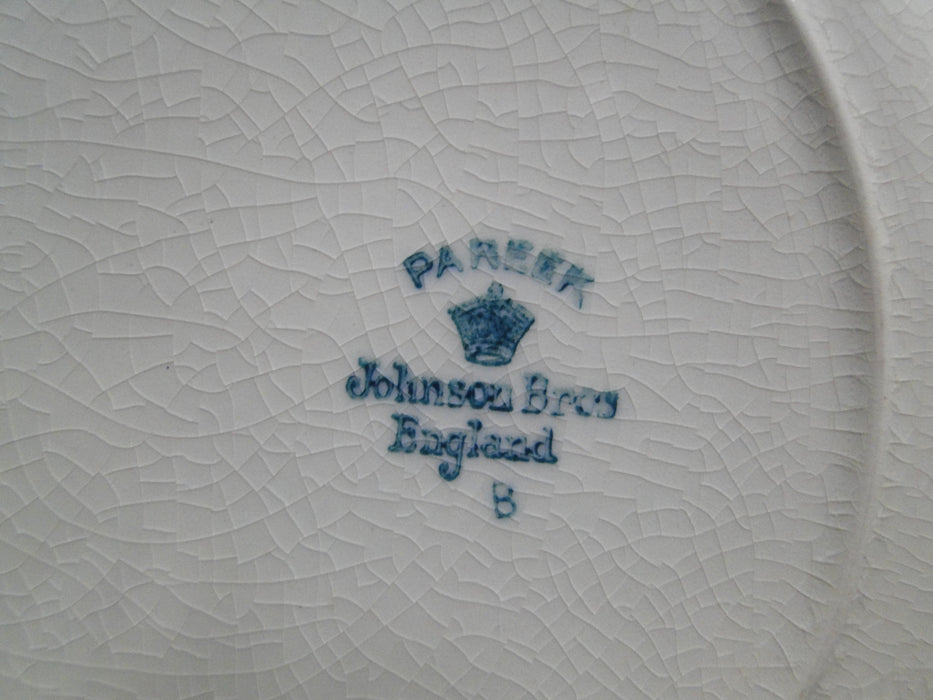 PAREEK
Johnson Bros
England
B